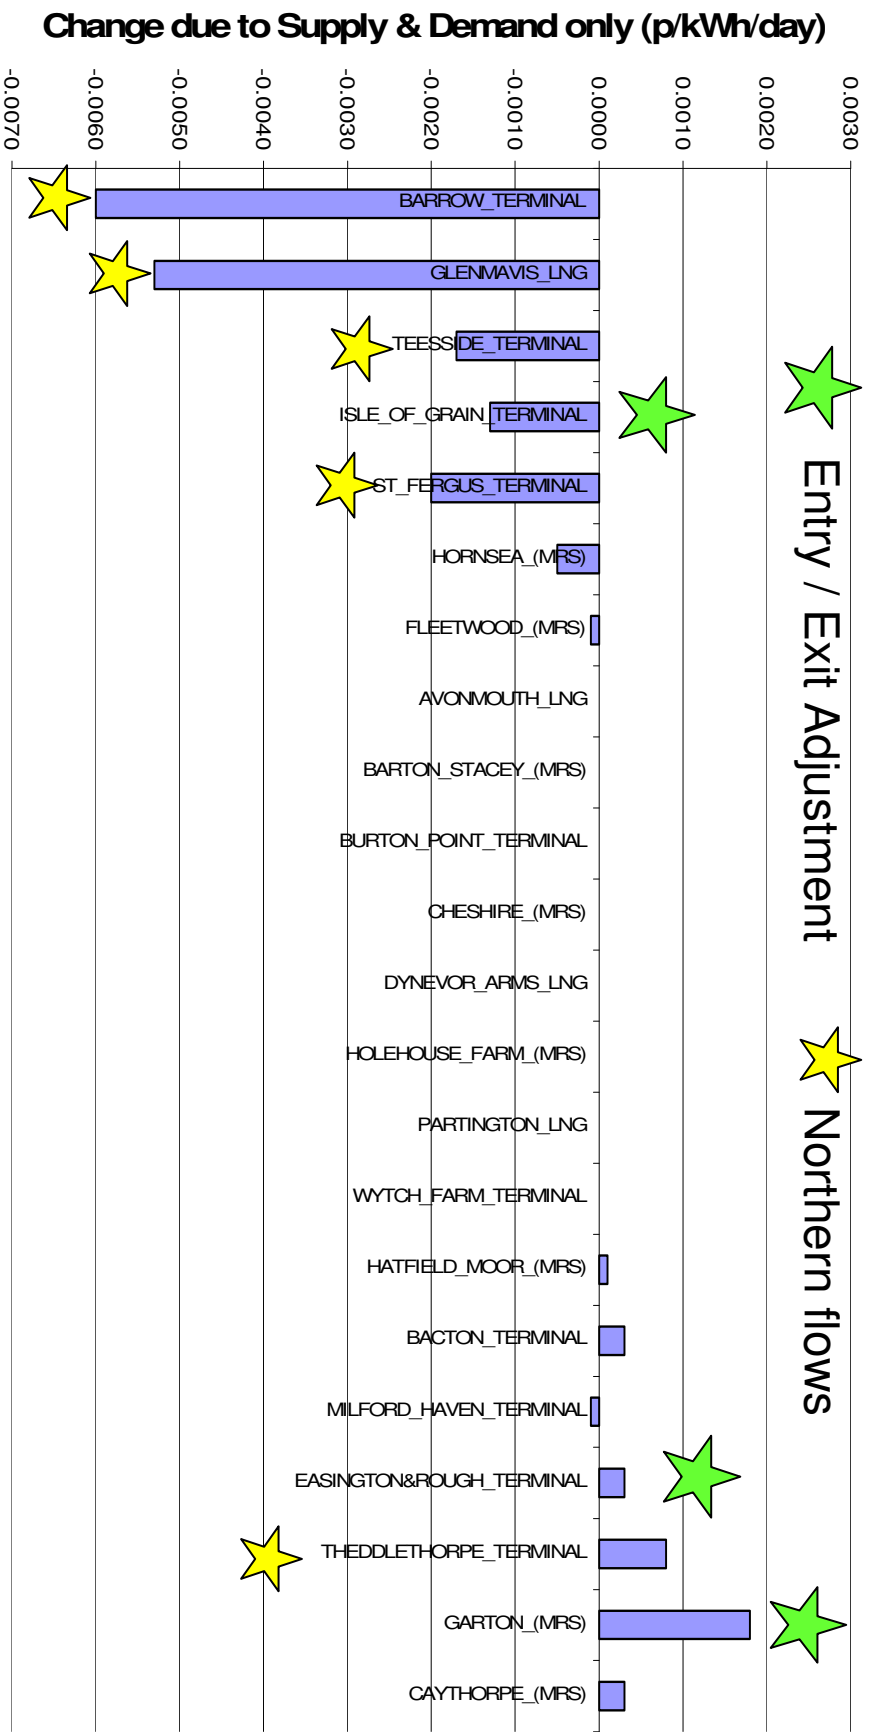 Change due to Supply & Demand only (p/kWh/day)
-0.0070
-0.0060
-0.0050
-0.0040
-0.0030
-0.0020
-0.0010
0.0000
0.0010
0.0020
0.0030
BARROW_TERMINAL
GLENMAVIS_LNG
TEESSIDE_TERMINAL
ISLE_OF_GRAIN_TERMINAL
ST_FERGUS_TERMINAL
HORNSEA_(MRS)
FLEETWOOD_(MRS)
AVONMOUTH_LNG
BARTON_STACEY_(MRS)
BURTON_POINT_TERMINAL
CHESHIRE_(MRS)
DYNEVOR_ARMS_LNG
HOLEHOUSE_FARM_(MRS)
PARTINGTON_LNG
WYTCH_FARM_TERMINAL
HATFIELD_MOOR_(MRS)
BACTON_TERMINAL
MILFORD_HAVEN_TERMINAL
EASINGTON&ROUGH_TERMINAL
THEDDLETHORPE_TERMINAL
GARTON_(MRS)
CAYTHORPE_(MRS)
Entry / Exit Adjustment
Northern flows